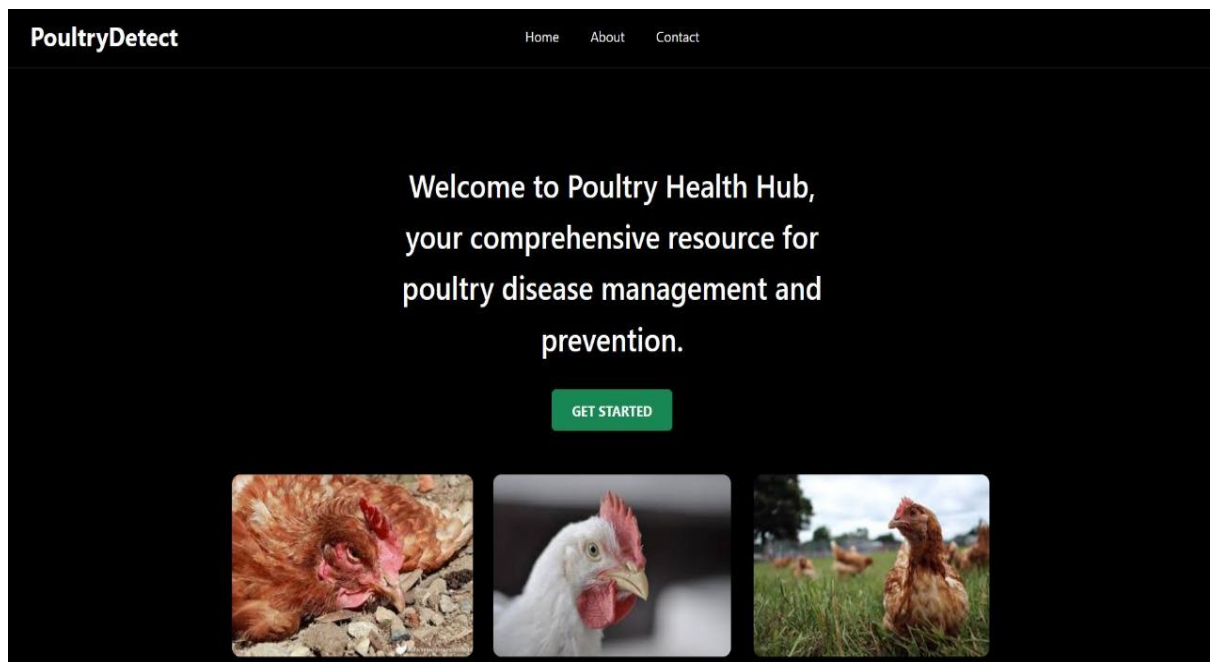 PoultryDetect
Home About Contact
Welcome to Poultry Health Hub,
your comprehensive resource for
poultry disease management and
prevention.
GET STARTED